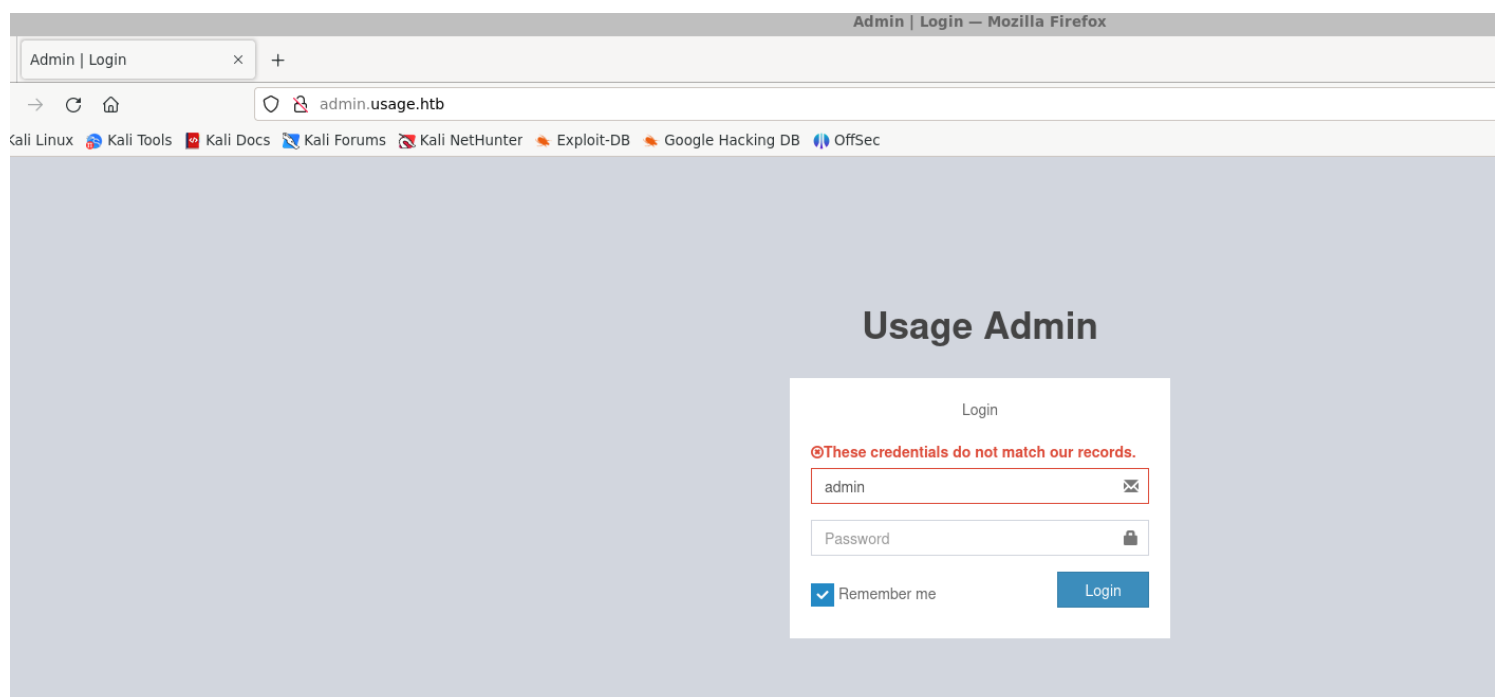 Admin | Login — Mozilla Firefox
Admin | Login
admin.usage.htb
Kali Linux Kali Tools Kali Docs Kali Forums Kali NetHunter Exploit-DB Google Hacking DB OffSec
Usage Admin
Login
These credentials do not match our records.
admin
Password
Remember me Login